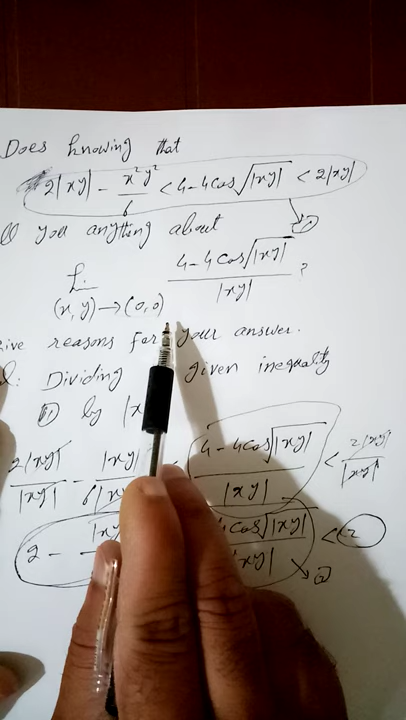 Does knowing that
2|xy| - x²y²/6 < 4-4cos√|xy| < 2|xy|
ll you anything about
(x, y)→(0,0) 4-4cos√|xy| / |xy| ?
ive reasons for your answer.
: Dividing given inequality
① by |x
2|xy|/|xy| - |xy| 4-4cos√|xy| / |xy| < 2|xy|/|xy|
2 - |xy cos√|xy| / |xy| < 2